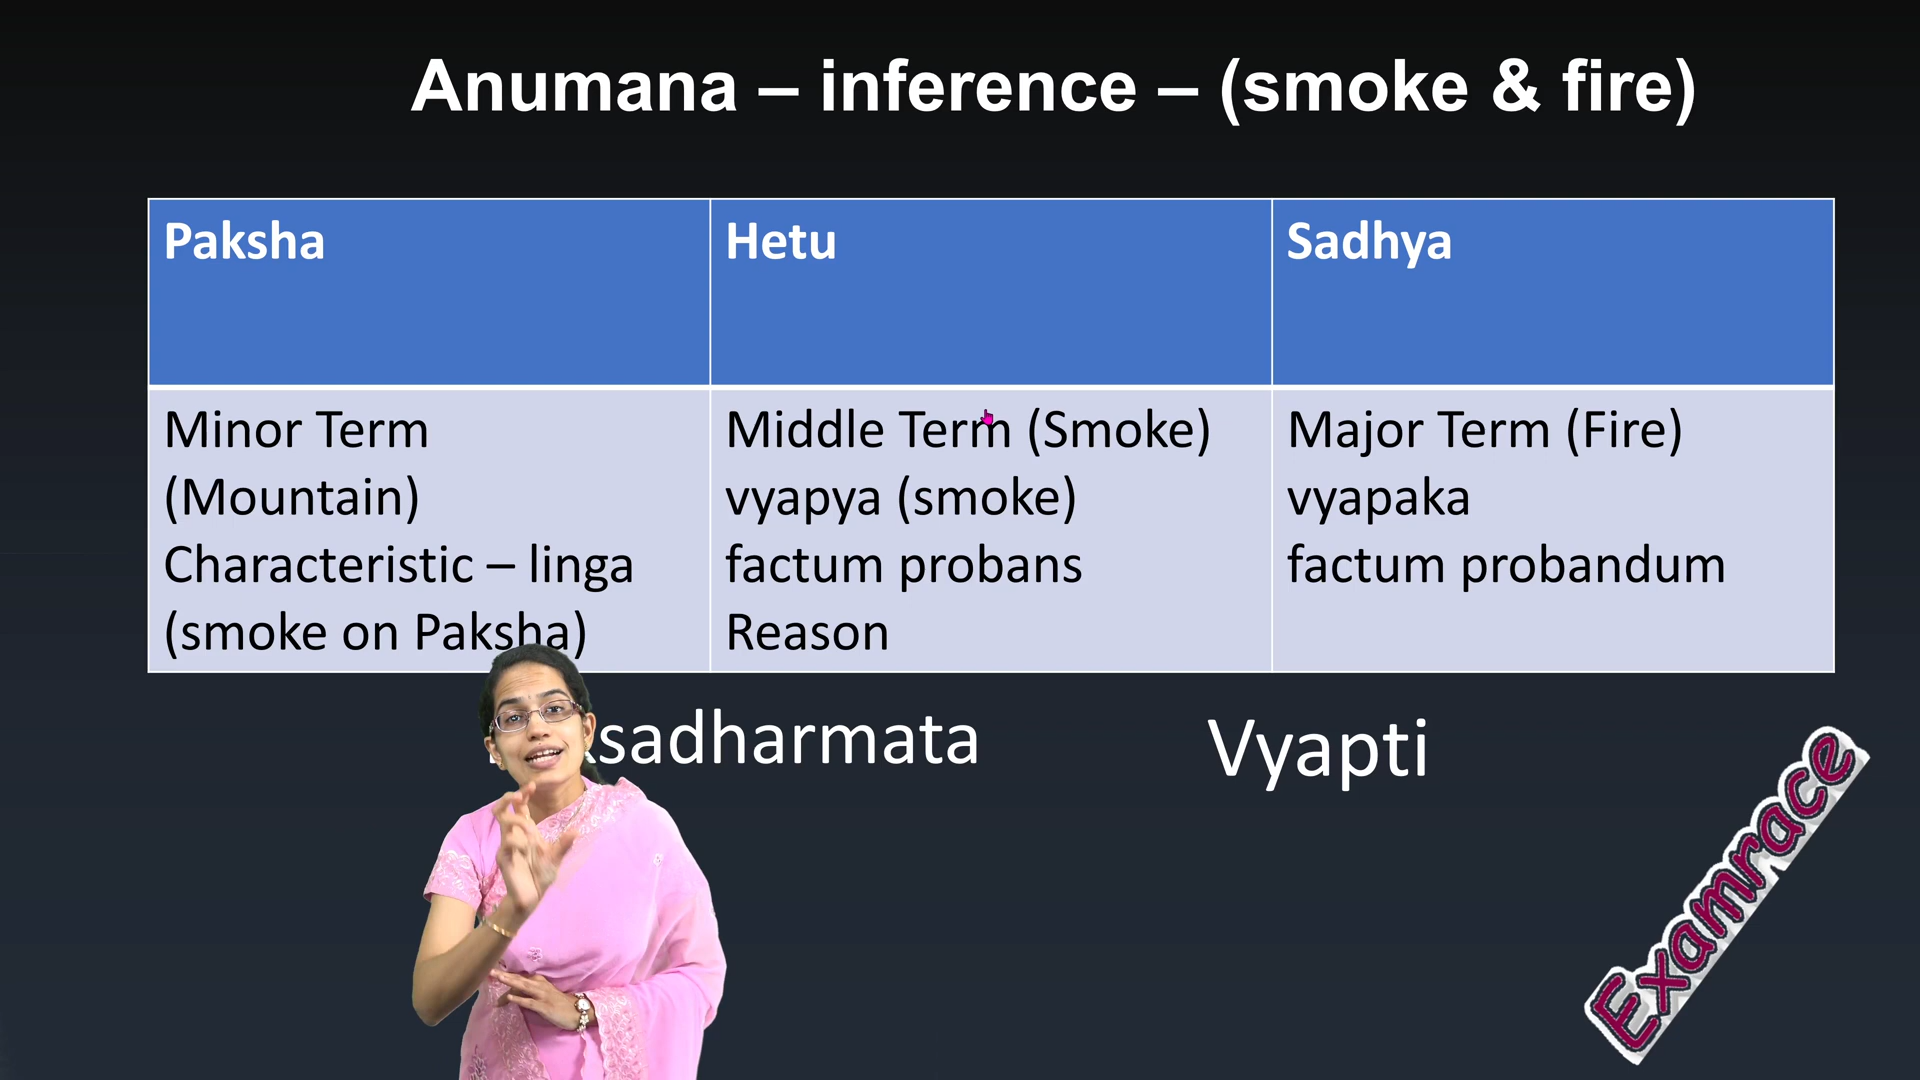 Anumana – inference – (smoke & fire)
Paksha
Hetu
Sadhya
Minor Term
(Mountain)
Characteristic – linga
(smoke on Paksha)
Middle Term (Smoke)
vyapya (smoke)
factum probans
Reason
Major Term (Fire)
vyapaka
factum probandum
Vyapti
Examrace